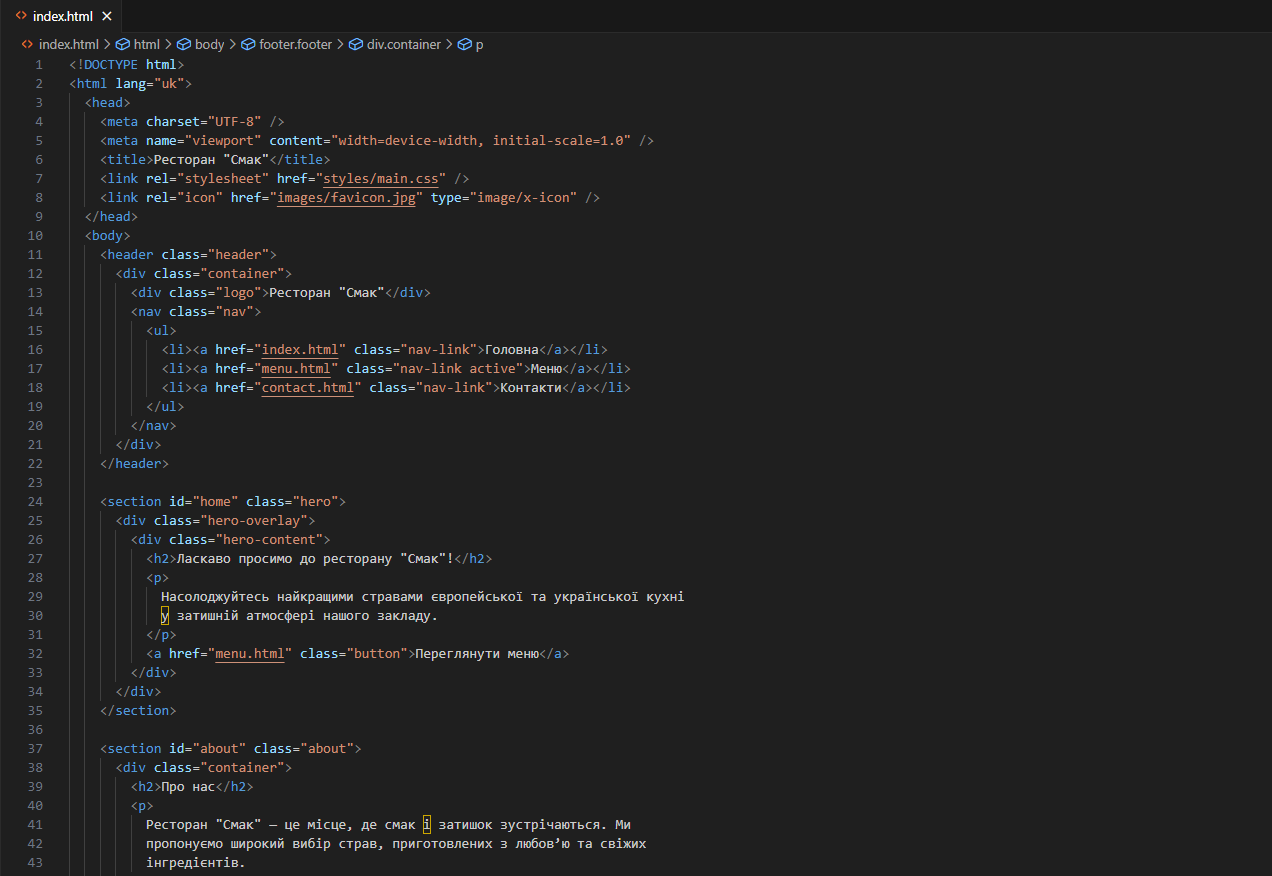 index.html
index.html > html > body > footer.footer > div.container > p
1 <!DOCTYPE html>
2 <html lang="uk">
3 <head>
4 <meta charset="UTF-8" />
5 <meta name="viewport" content="width=device-width, initial-scale=1.0" />
6 <title>Ресторан "Смак"</title>
7 <link rel="stylesheet" href="styles/main.css" />
8 <link rel="icon" href="images/favicon.jpg" type="image/x-icon" />
9 </head>
10 <body>
11 <header class="header">
12 <div class="container">
13 <div class="logo">Ресторан "Смак"</div>
14 <nav class="nav">
15 <ul>
16 <li><a href="index.html" class="nav-link">Головна</a></li>
17 <li><a href="menu.html" class="nav-link active">Меню</a></li>
18 <li><a href="contact.html" class="nav-link">Контакти</a></li>
19 </ul>
20 </nav>
21 </div>
22 </header>
23
24 <section id="home" class="hero">
25 <div class="hero-overlay">
26 <div class="hero-content">
27 <h2>Ласкаво просимо до ресторану "Смак"!</h2>
28 <p>
29 Насолоджуйтесь найкращими стравами європейської та української кухні
30 у затишній атмосфері нашого закладу.
31 </p>
32 <a href="menu.html" class="button">Переглянути меню</a>
33 </div>
34 </div>
35 </section>
36
37 <section id="about" class="about">
38 <div class="container">
39 <h2>Про нас</h2>
40 <p>
41 Ресторан "Смак" — це місце, де смак і затишок зустрічаються. Ми
42 пропонуємо широкий вибір страв, приготовлених з любов’ю та свіжих
43 інгредієнтів.